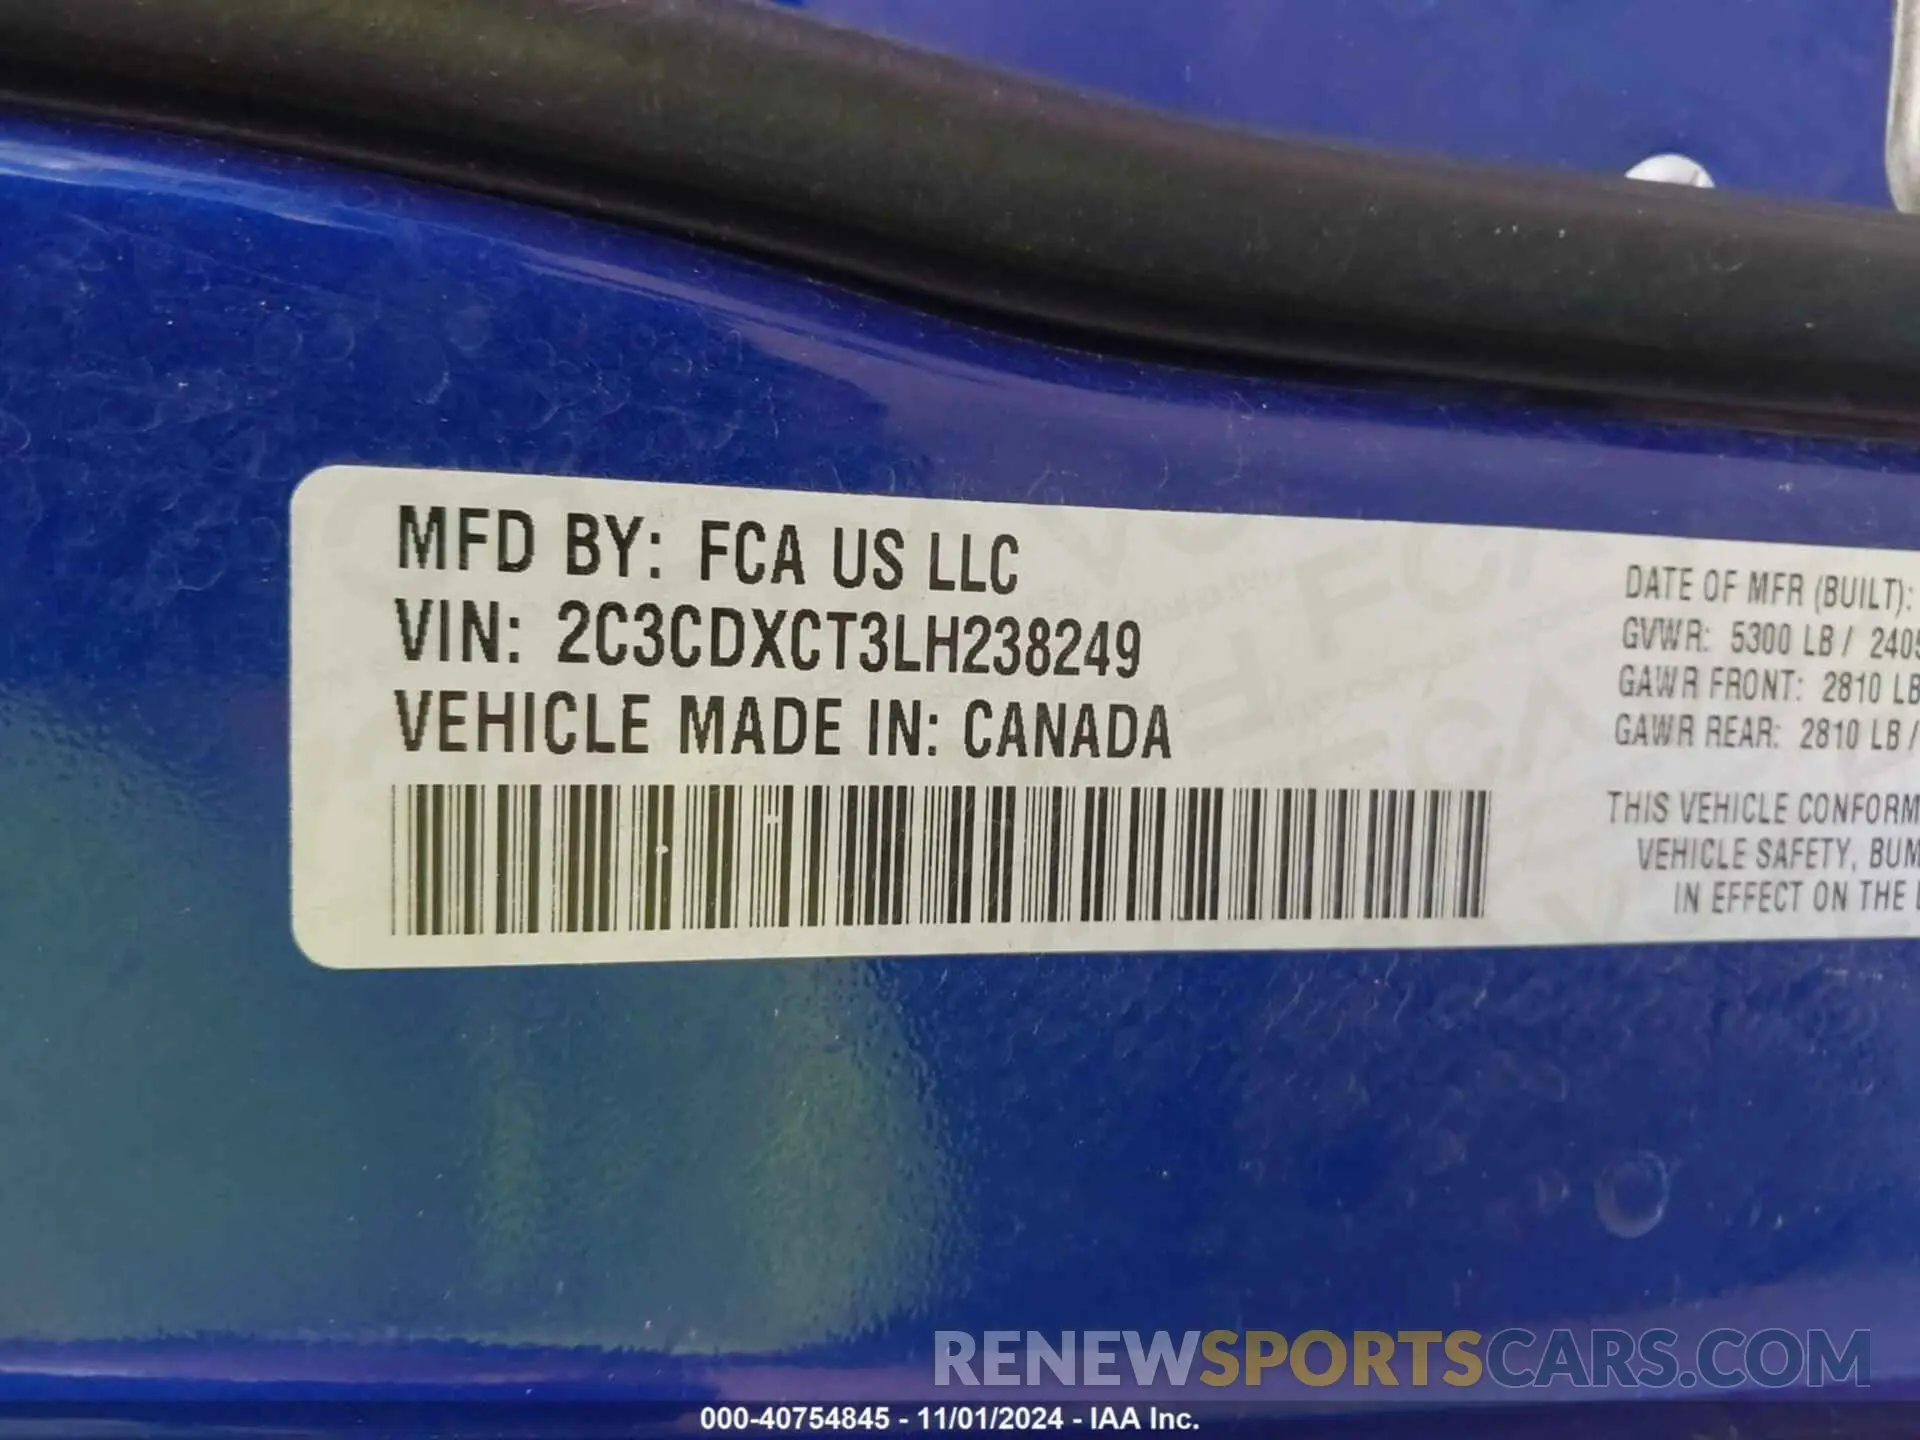 MFD BY: FCA US LLC
VIN: 2C3CDXCT3LH238249
VEHICLE MADE IN: CANADA
DATE OF MFR (BUILT):
GVWR: 5300 LB / 2405
GAWR FRONT: 2810 LB
GAWR REAR: 2810 LB /
THIS VEHICLE CONFORM
VEHICLE SAFETY, BUM
IN EFFECT ON THE
RENEWSPORTSCARS.COM
000-40754845 - 11/01/2024 - IAA Inc.